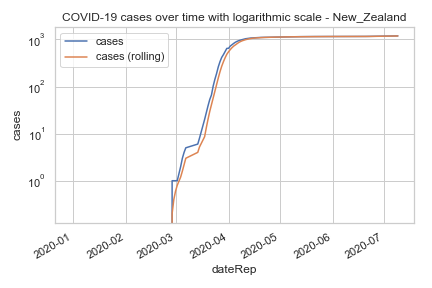 COVID-19 cases over time with logarithmic scale - New_Zealand
cases
cases (rolling)
10³
10²
10¹
10⁰
cases
2020-01
2020-02
2020-03
2020-04
2020-05
2020-06
2020-07
dateRep